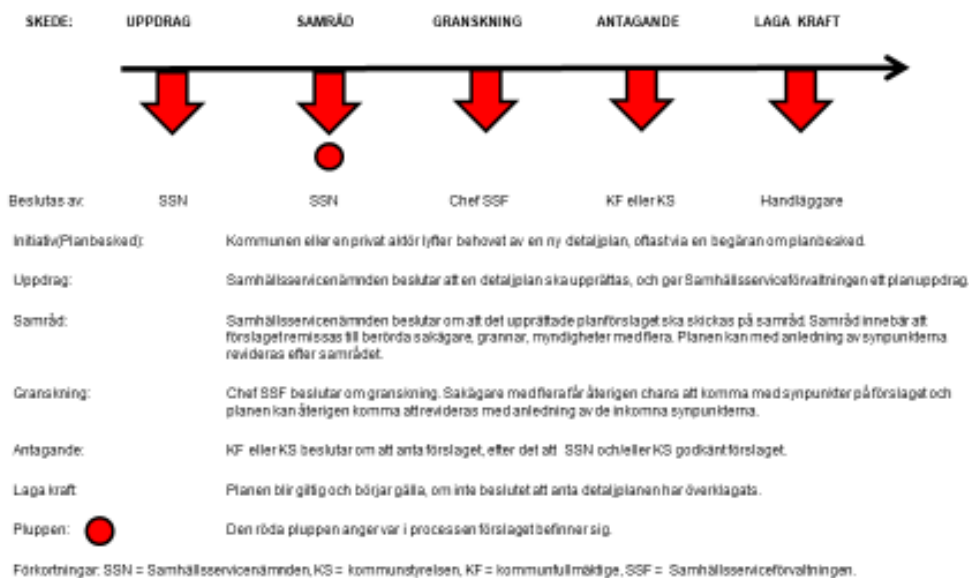 SKEDE: UPPDRAG SAMRÅD GRANSKNING ANTAGANDE LAGA KRAFT
Beslutas av: SSN SSN Chef SSF KF eller KS Handläggare
Initiativ(Planbesked): Kommunen eller en privat aktör lyfter behovet av en ny detaljplan, oftast via en begäran om planbesked.
Uppdrag: Samhällsservicenämnden beslutar att en detaljplan ska upprättas, och ger Samhällsserviceförvaltningen ett planuppdrag.
Samråd: Samhällsservicenämnden beslutar om att det upprättade planförslaget ska skickas på samråd. Samråd innebär att
förslaget remissas till berörda sakägare, grannar, myndigheter med flera. Planen kan med anledning av synpunkterna
revideras efter samrådet.
Granskning: Chef SSF beslutar om granskning. Sakägare med flera får återigen chans att komma med synpunkter på förslaget och
planen kan återigen komma att revideras med anledning av de inkomna synpunkterna.
Antagande: KF eller KS beslutar om att anta förslaget, efter det att SSN och/eller KS godkänt förslaget.
Laga kraft Planen blir giltig och börjar gälla, om inte beslutet att anta detaljplanen har överklagats.
Pluppen: Den röda pluppen anger var i processen förslaget befinner sig.
Förkortningar: SSN = Samhällsservicenämnden, KS = kommunstyrelsen, KF = kommunfullmäktige, SSF = Samhällsserviceförvaltningen.